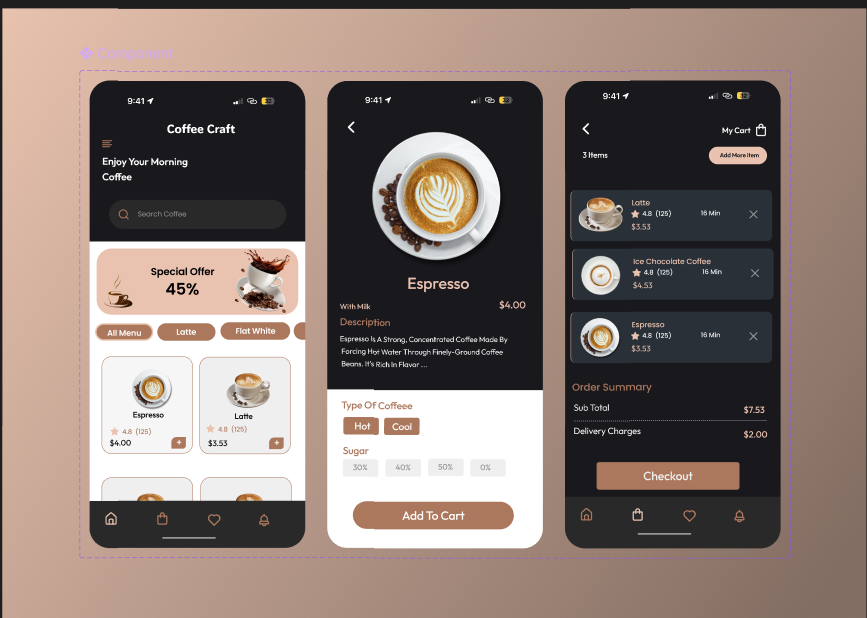 Component
9:41
Coffee Craft
Enjoy Your Morning
Coffee
Search Coffee
Special Offer
45%
All Menu
Latte
Flat White
Espresso
4.8 (125)
$4.00
+
Latte
4.8 (125)
$3.53
+
9:41
Espresso
With Milk
$4.00
Description
Espresso Is A Strong, Concentrated Coffee Made By
Forcing Hot Water Through Finely-Ground Coffee
Beans. It's Rich In Flavor ...
Type Of Coffeee
Hot
Cool
Sugar
30%
40%
50%
0%
Add To Cart
9:41
My Cart
3 Items
Add More Item
Latte
4.8 (125)
16 Min
$3.53
Ice Chocolate Coffee
4.8 (125)
16 Min
$4.53
Espresso
4.8 (125)
16 Min
$3.53
Order Summary
Sub Total
$7.53
Delivery Charges
$2.00
Checkout